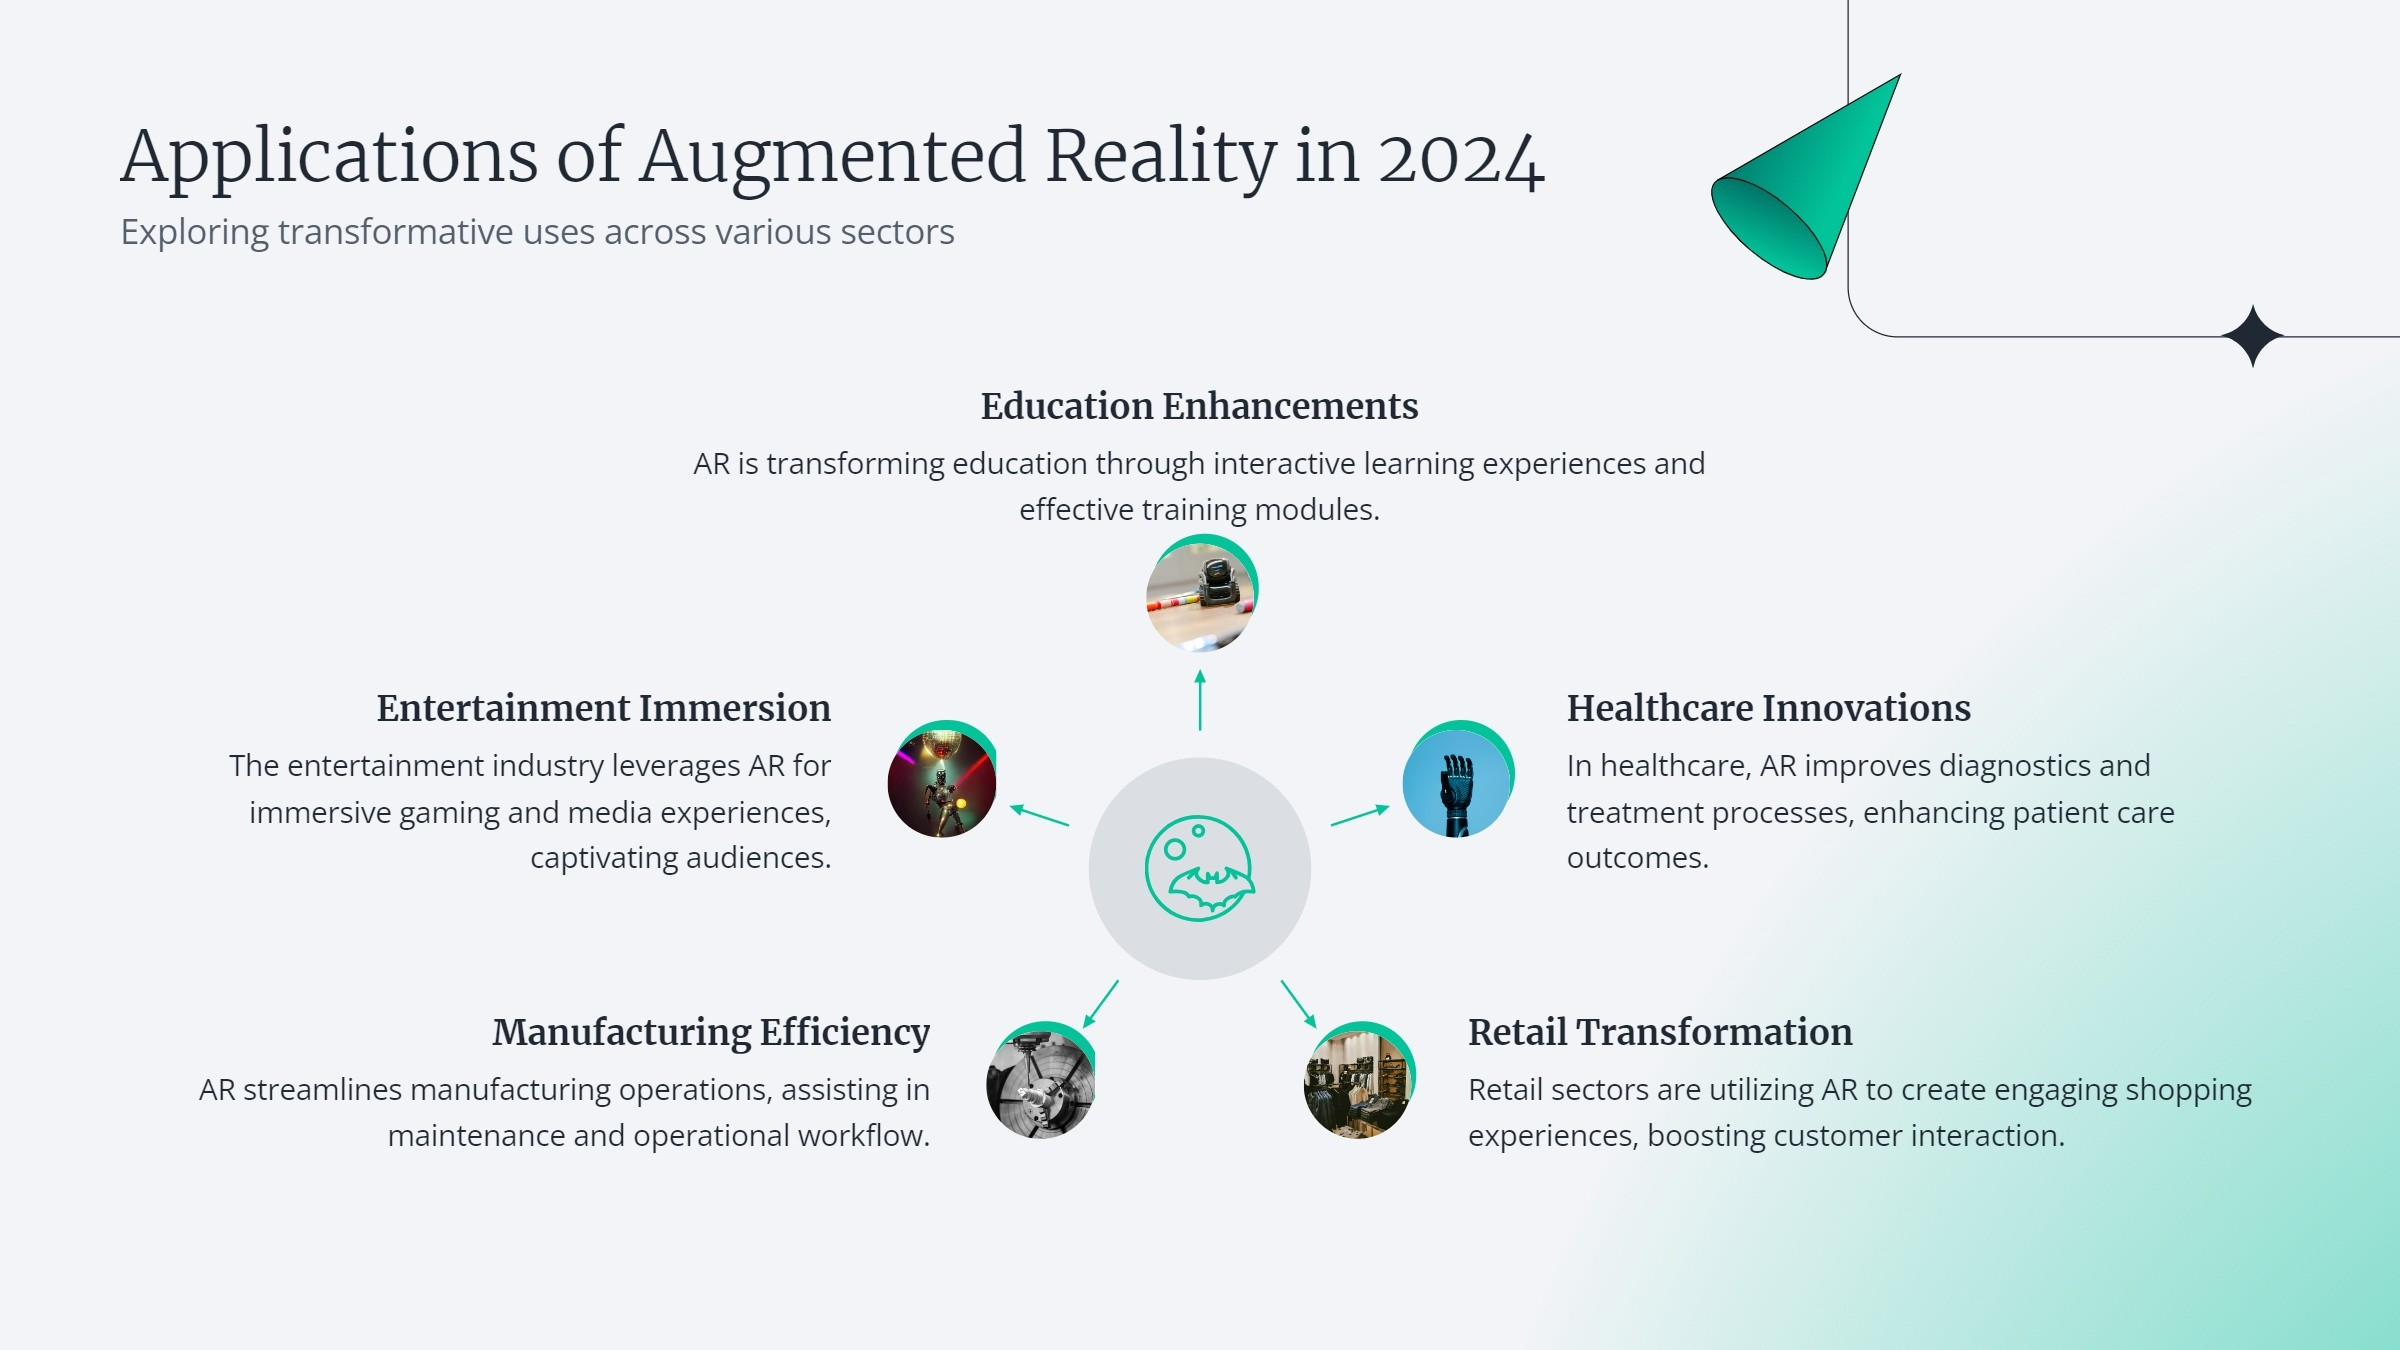 Applications of Augmented Reality in 2024
Exploring transformative uses across various sectors
Education Enhancements
AR is transforming education through interactive learning experiences and
effective training modules.
Entertainment Immersion
The entertainment industry leverages AR for
immersive gaming and media experiences,
captivating audiences.
Healthcare Innovations
In healthcare, AR improves diagnostics and
treatment processes, enhancing patient care
outcomes.
Manufacturing Efficiency
AR streamlines manufacturing operations, assisting in
maintenance and operational workflow.
Retail Transformation
Retail sectors are utilizing AR to create engaging shopping
experiences, boosting customer interaction.